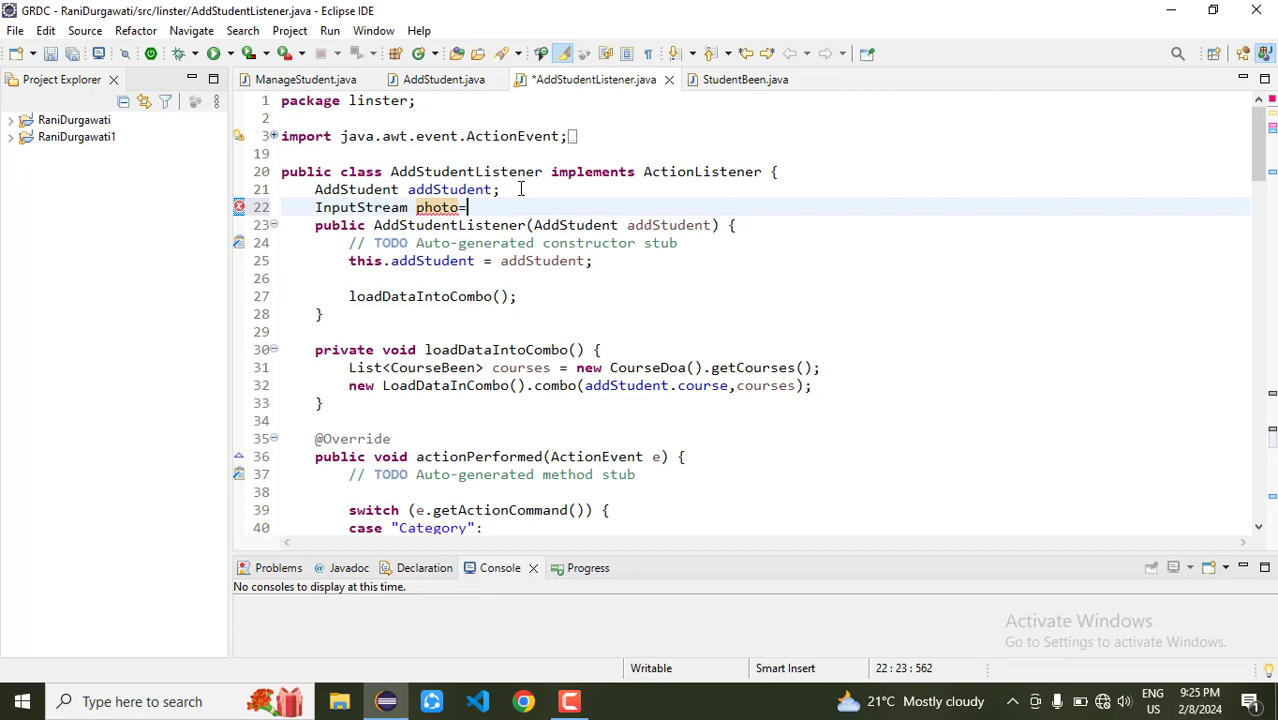 GRDC - RaniDurgawati/src/linster/AddStudentListener.java - Eclipse IDE
File Edit Source Refactor Navigate Search Project Run Window Help
Project Explorer
ManageStudent.java
AddStudent.java
*AddStudentListener.java
StudentBeen.java
RaniDurgawati
RaniDurgawati1
1 package linster;
2
3 import java.awt.event.ActionEvent;
19
20 public class AddStudentListener implements ActionListener {
21 AddStudent addStudent;
22 InputStream photo=
23 public AddStudentListener(AddStudent addStudent) {
24 // TODO Auto-generated constructor stub
25 this.addStudent = addStudent;
26
27 loadDataIntoCombo();
28 }
29
30 private void loadDataIntoCombo() {
31 List<CourseBeen> courses = new CourseDoa().getCourses();
32 new LoadDataInCombo().combo(addStudent.course,courses);
33 }
34
35 @Override
36 public void actionPerformed(ActionEvent e) {
37 // TODO Auto-generated method stub
38
39 switch (e.getActionCommand()) {
40 case "Category":
Problems Javadoc Declaration Console Progress
No consoles to display at this time.
Activate Windows
Go to Settings to activate Windows.
Writable Smart Insert 22 : 23 : 562
Type here to search
21°C Mostly cloudy
ENG
US
9:25 PM
2/8/2024
1